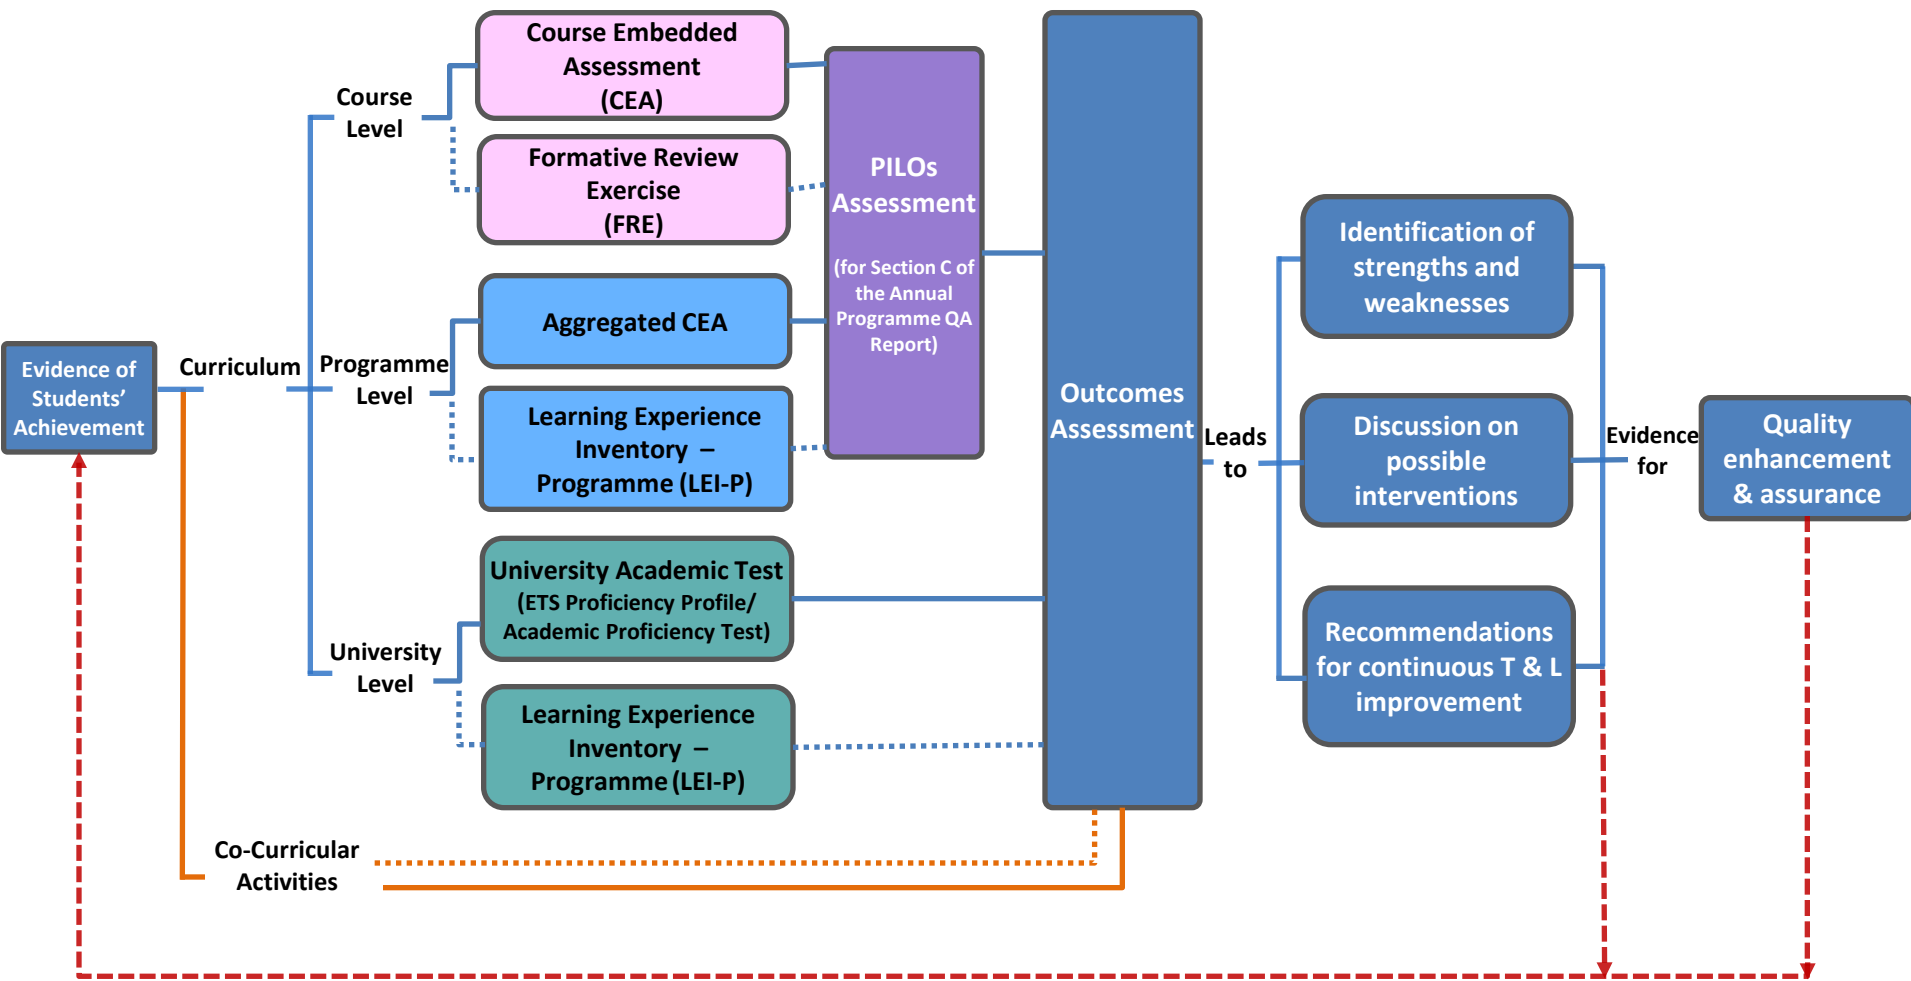 Evidence of
Students’
Achievement
Curriculum
Course
Level
Course Embedded
Assessment
(CEA)
Formative Review
Exercise
(FRE)
Programme
Level
Aggregated CEA
Learning Experience
Inventory –
Programme (LEI-P)
University
Level
University Academic Test
(ETS Proficiency Profile/
Academic Proficiency Test)
Learning Experience
Inventory –
Programme (LEI-P)
Co-Curricular
Activities
PILOs
Assessment
(for Section C of
the Annual
Programme QA
Report)
Outcomes
Assessment
Leads
to
Identification of
strengths and
weaknesses
Discussion on
possible
interventions
Recommendations
for continuous T & L
improvement
Evidence
for
Quality
enhancement
& assurance